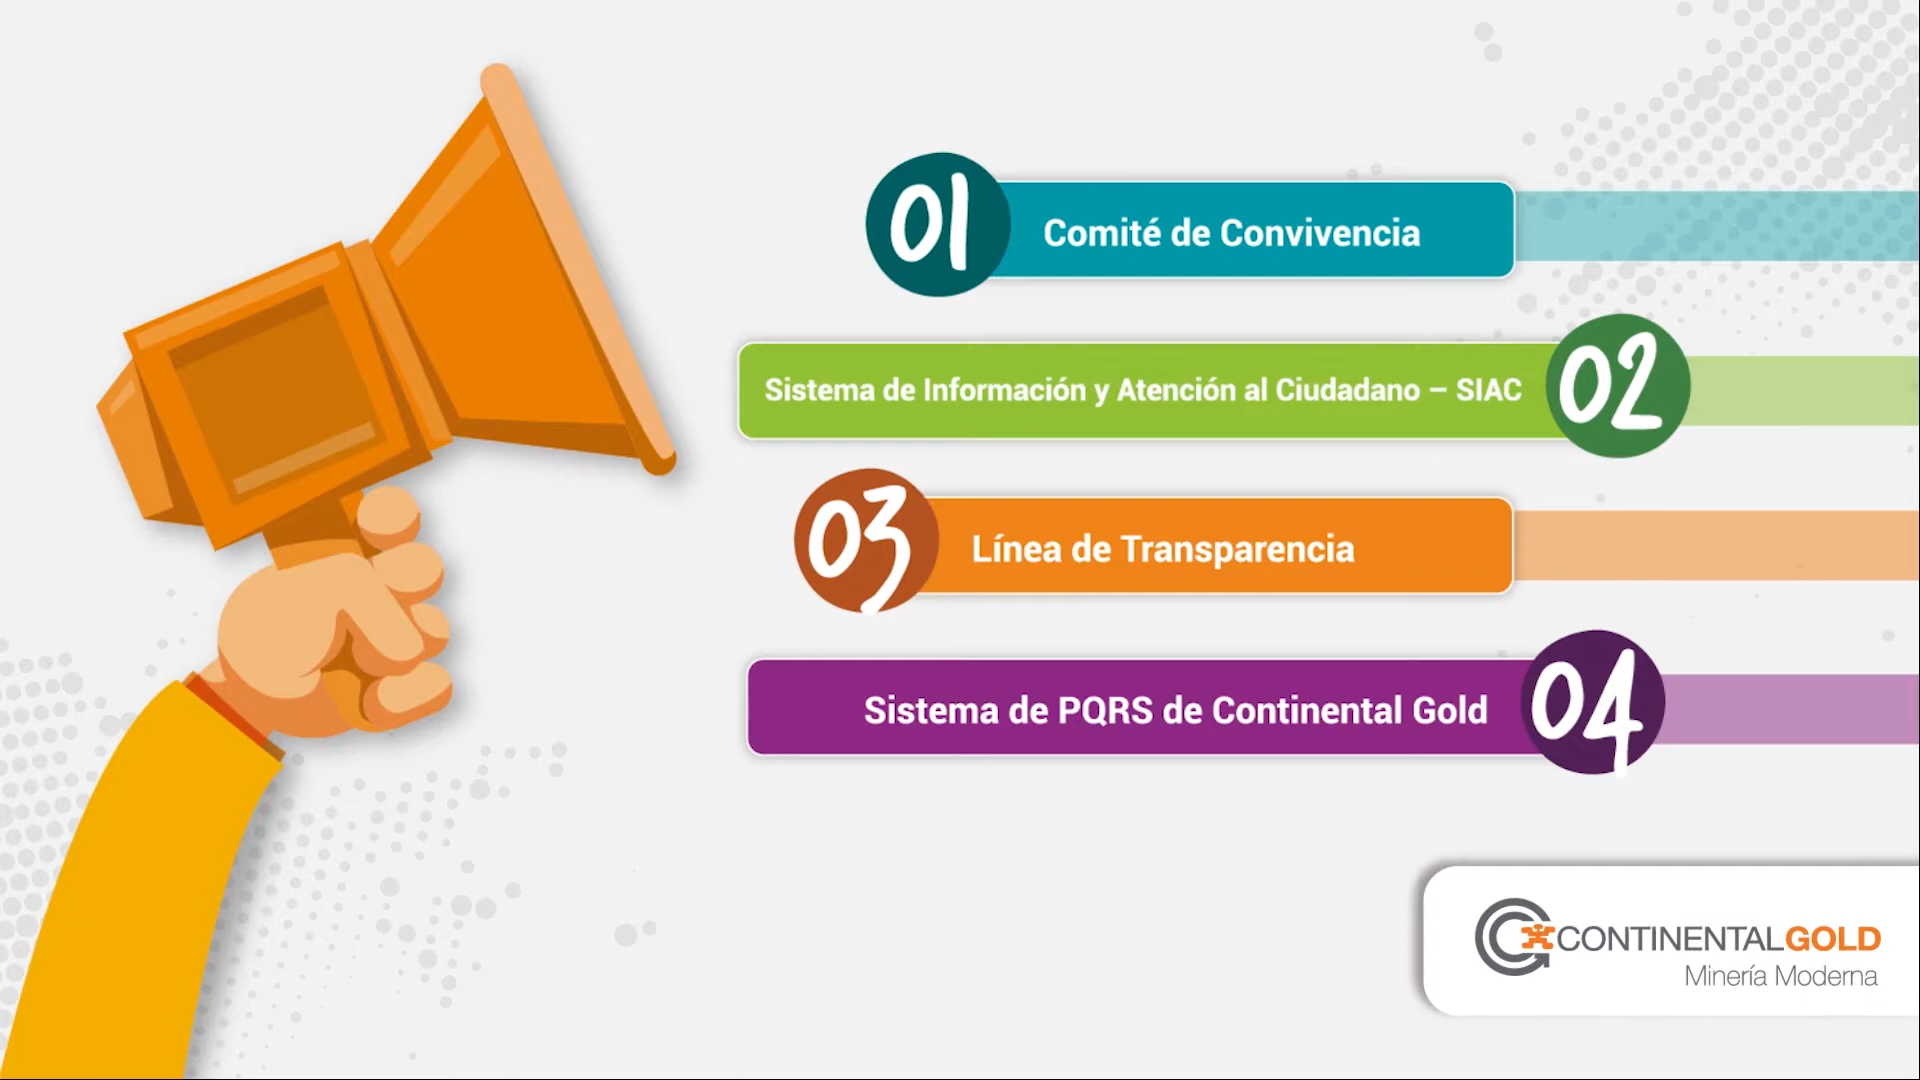 01
Comité de Convivencia
Sistema de Información y Atención al Ciudadano – SIAC
02
03
Línea de Transparencia
Sistema de PQRS de Continental Gold
04
CONTINENTALGOLD
Minería Moderna